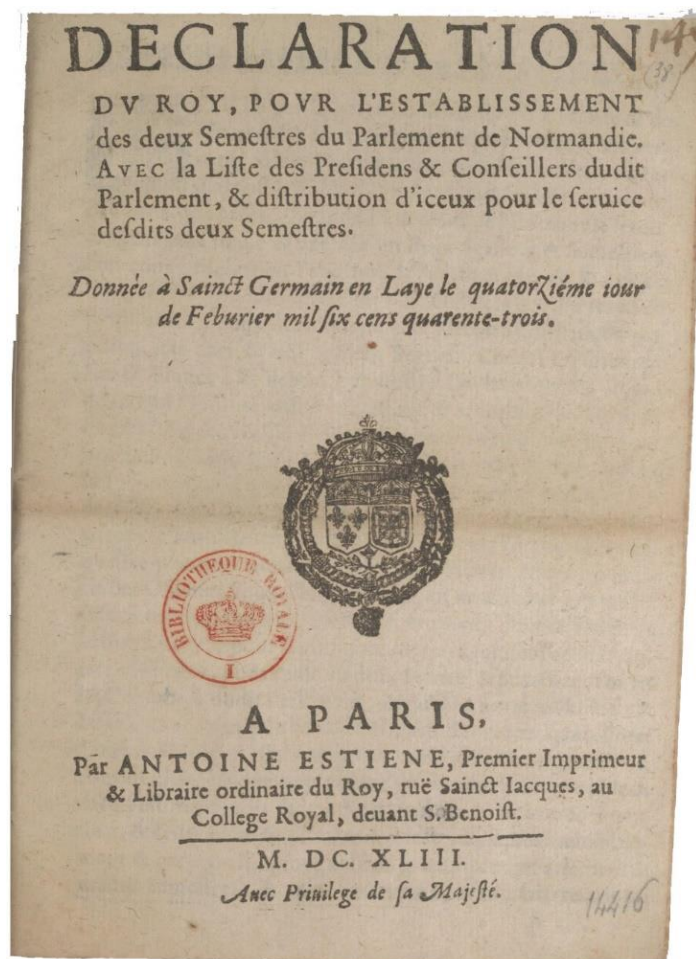 DECLARATION
DV ROY, POVR L'ESTABLISSEMENT
des deux Semeſtres du Parlement de Normandie.
AVEC la Liſte des Preſidens & Conſeillers dudit
Parlement, & diſtribution d'iceux pour le ſeruice
deſdits deux Semeſtres.
Donnée à Sainct Germain en Laye le quatorziéme iour
de Feburier mil ſix cens quarente-trois.
BIBLIOTHEQUE ROYALE
I
A PARIS,
Par ANTOINE ESTIENE, Premier Imprimeur
& Libraire ordinaire du Roy, ruë Sainct Iacques, au
College Royal, deuant S. Benoiſt.
M. DC. XLIII.
Auec Priuilege de ſa Majeſté.
14416